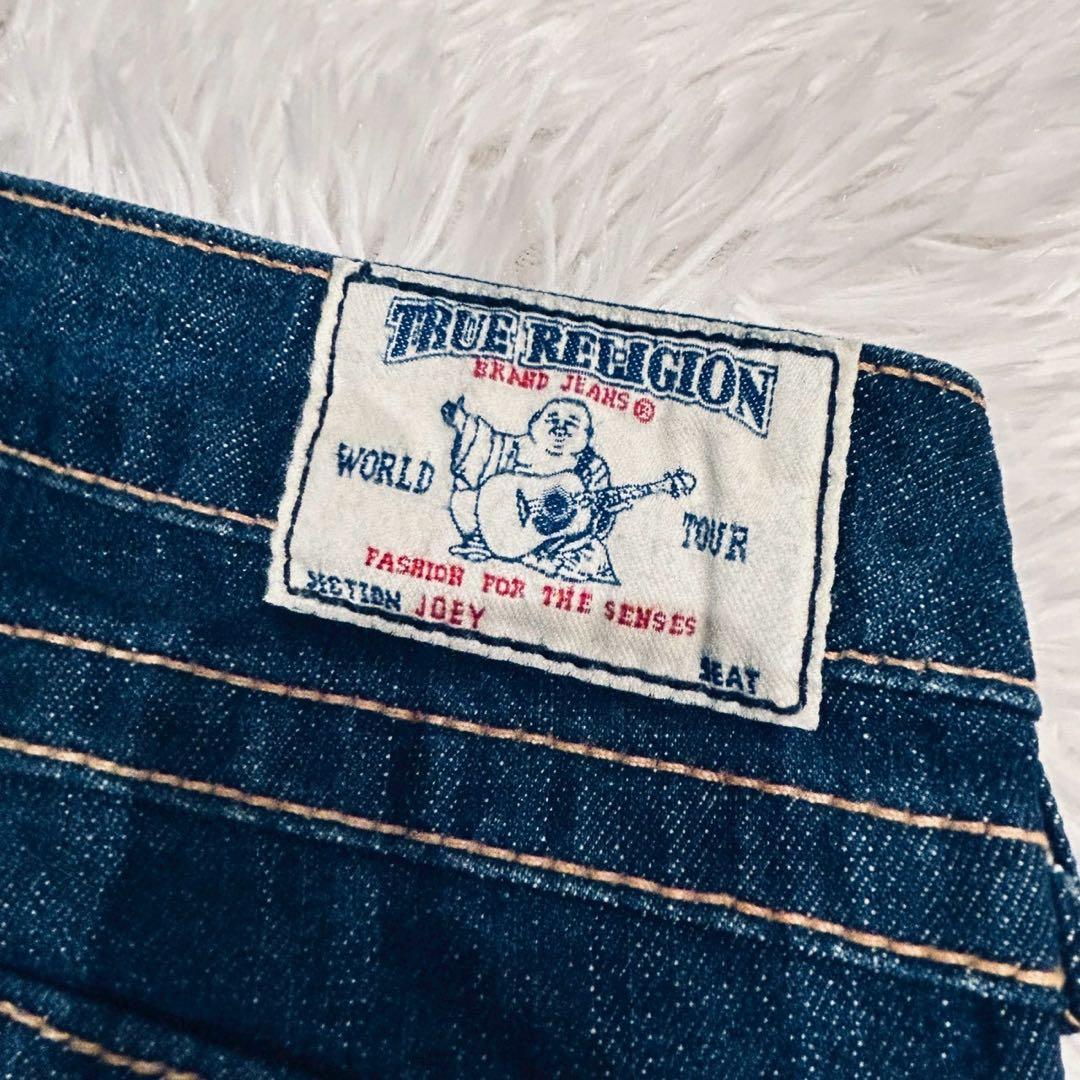 TRUE RELIGION
BRAND JEANS®
WORLD TOUR
FASHION FOR THE SENSES
SECTION JOEY
SEAT